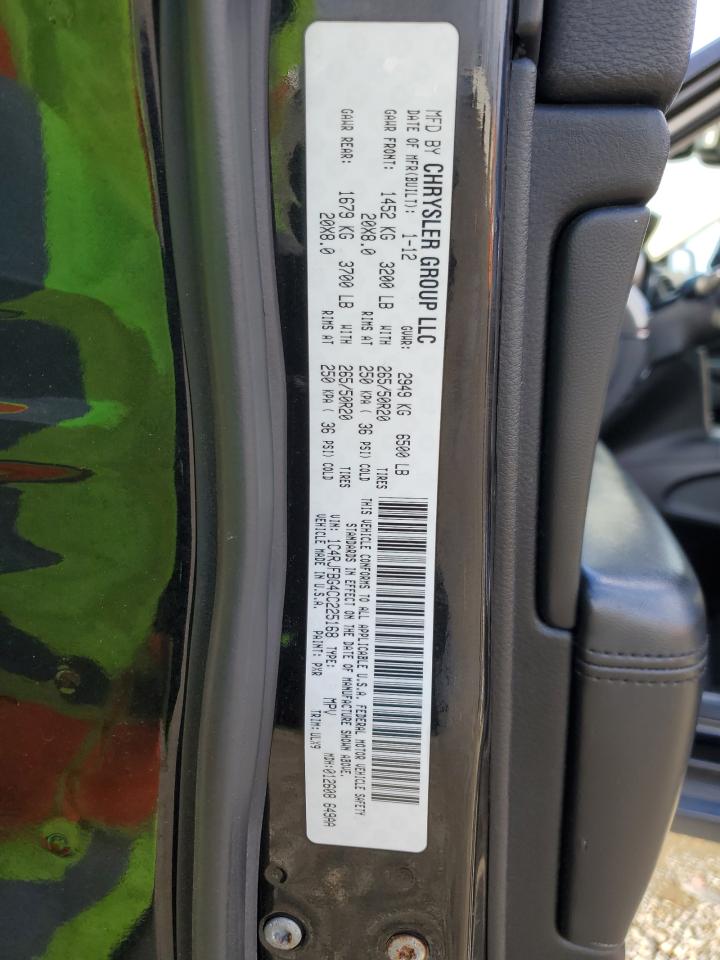 MFD BY CHRYSLER GROUP LLC
DATE OF MFR(BUILT): 1-12 GVWR: 2949 KG 6500 LB
GAWR FRONT: 1452 KG 3200 LB WITH 265/50R20 TIRES
20X8.0 RIMS AT 250 KPA ( 36 PSI) COLD
GAWR REAR: 1679 KG 3700 LB WITH 265/50R20 TIRES
20X8.0 RIMS AT 250 KPA ( 36 PSI) COLD
THIS VEHICLE CONFORMS TO ALL APPLICABLE U.S.A. FEDERAL MOTOR VEHICLE SAFETY
STANDARDS IN EFFECT ON THE DATE OF MANUFACTURE SHOWN ABOVE.
VIN: 1C4RJFBG4CC225168 TYPE: MPV MDH:012608 649AA
VEHICLE MADE IN U.S.A. PAINT: PXR TRIM:ULX9